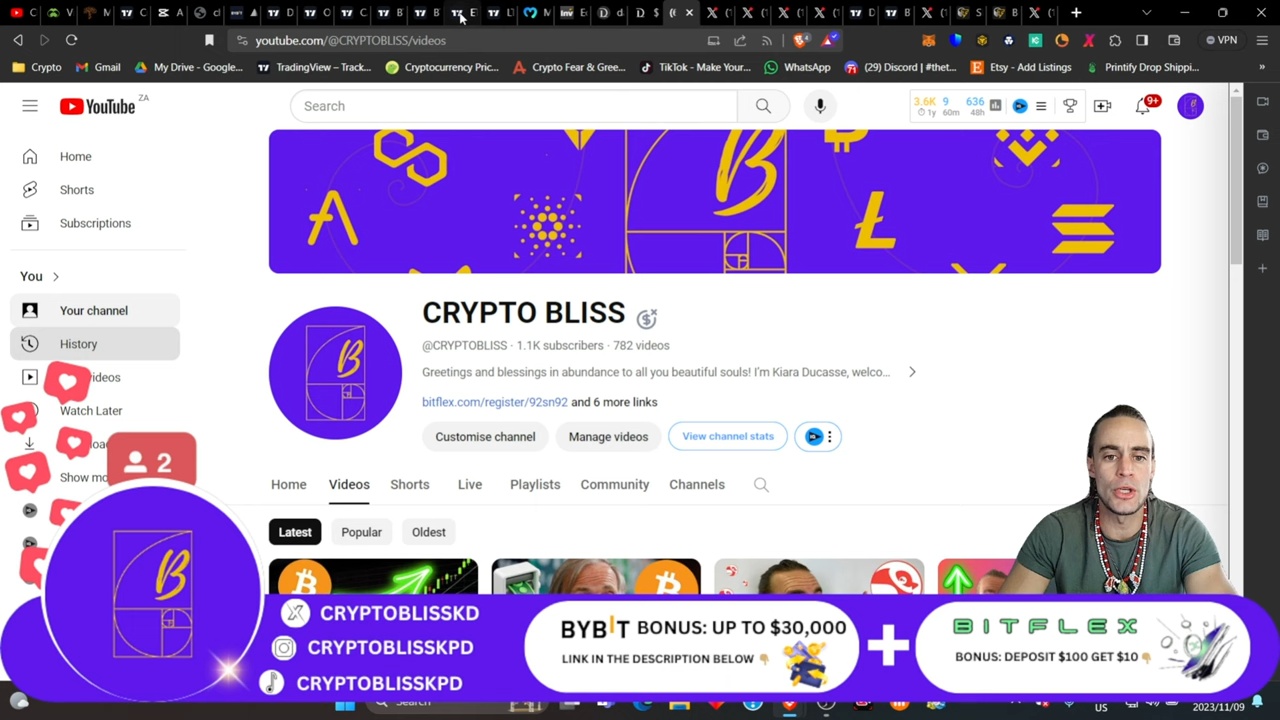 youtube.com/@CRYPTOBLISS/videos
VPN
Crypto
Gmail
My Drive - Google...
TradingView – Track...
Cryptocurrency Pric...
Crypto Fear & Gree...
TikTok - Make Your...
WhatsApp
(29) Discord | #thet...
Etsy - Add Listings
Printify Drop Shippi...
YouTube ZA
Search
3.6K 9 636
1y 60m 48h
9+
Home
Shorts
Subscriptions
You
Your channel
History
Watch Later
Show mo
2
CRYPTO BLISS
@CRYPTOBLISS · 1.1K subscribers · 782 videos
Greetings and blessings in abundance to all you beautiful souls! I'm Kiara Ducasse, welco...
bitflex.com/register/92sn92 and 6 more links
Customise channel
Manage videos
View channel stats
Home
Videos
Shorts
Live
Playlists
Community
Channels
Latest
Popular
Oldest
CRYPTOBLISSKD
CRYPTOBLISSKPD
CRYPTOBLISSKPD
BYBIT BONUS: UP TO $30,000
LINK IN THE DESCRIPTION BELOW
BITFLEX
BONUS: DEPOSIT $100 GET $10
Search
US
2023/11/09